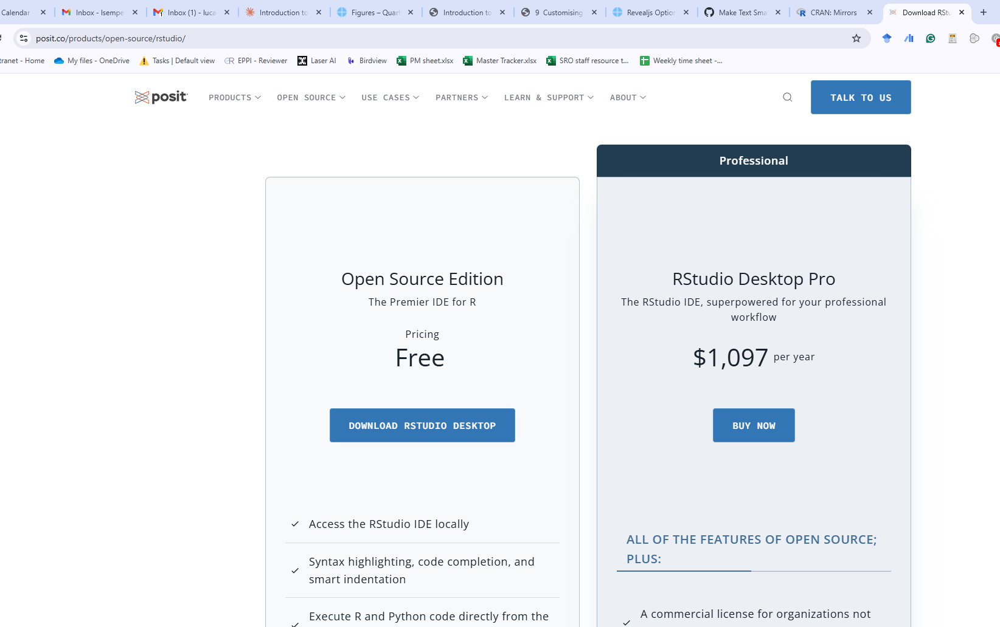 Calendar
Inbox - lsempe
Inbox (1) - luca
Introduction to
Figures – Quart
Introduction to
9 Customising
Revealjs Option
Make Text Sma
CRAN: Mirrors
Download RStu
posit.co/products/open-source/rstudio/
tranet - Home
My files - OneDrive
Tasks | Default view
EPPI - Reviewer
Laser AI
Birdview
PM sheet.xlsx
Master Tracker.xlsx
SRO staff resource t...
Weekly time sheet -...
posit
PRODUCTS
OPEN SOURCE
USE CASES
PARTNERS
LEARN & SUPPORT
ABOUT
TALK TO US
Professional
Open Source Edition
The Premier IDE for R
Pricing
Free
DOWNLOAD RSTUDIO DESKTOP
Access the RStudio IDE locally
Syntax highlighting, code completion, and
smart indentation
Execute R and Python code directly from the
RStudio Desktop Pro
The RStudio IDE, superpowered for your professional
workflow
$1,097 per year
BUY NOW
ALL OF THE FEATURES OF OPEN SOURCE;
PLUS:
A commercial license for organizations not